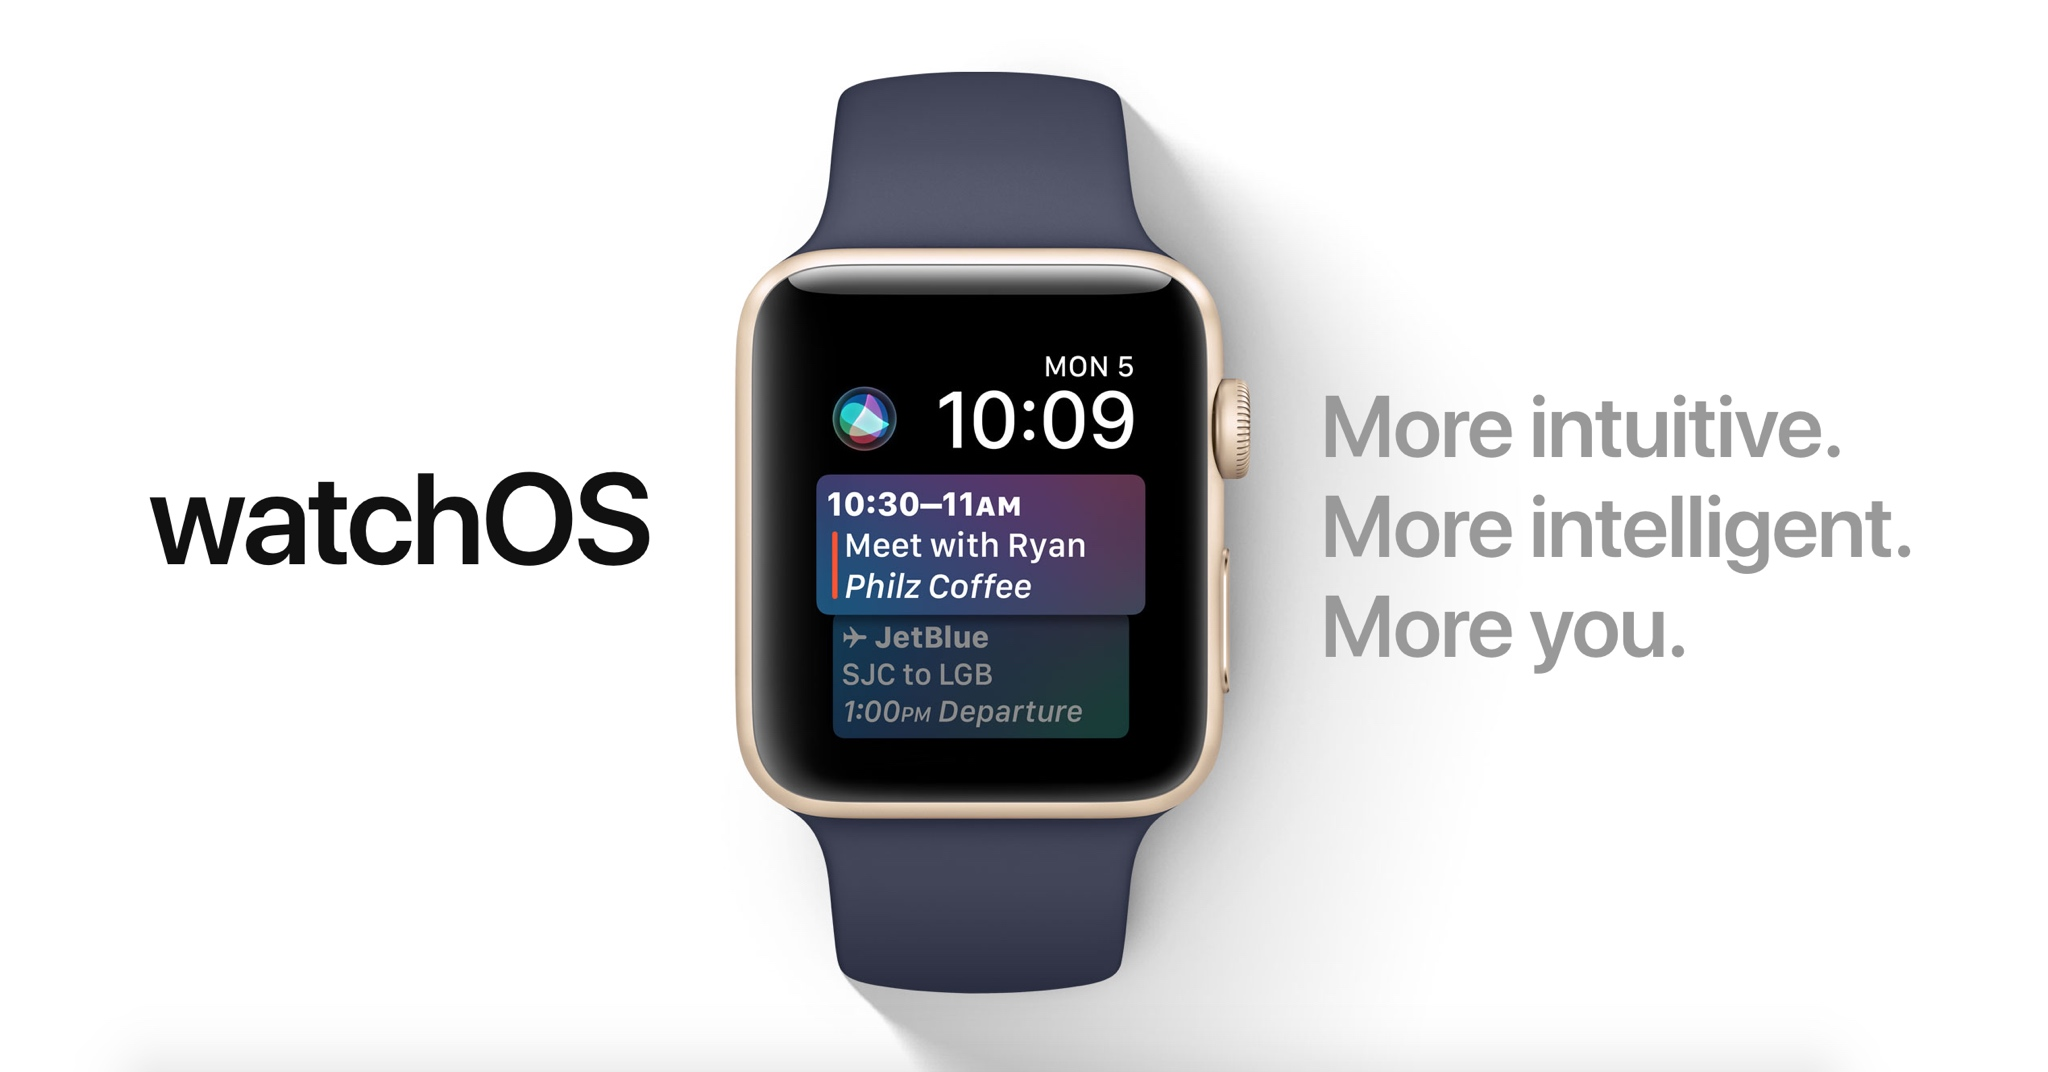 watchOS
MON 5
10:09
10:30–11AM
Meet with Ryan
Philz Coffee
JetBlue
SJC to LGB
1:00PM Departure
More intuitive.
More intelligent.
More you.